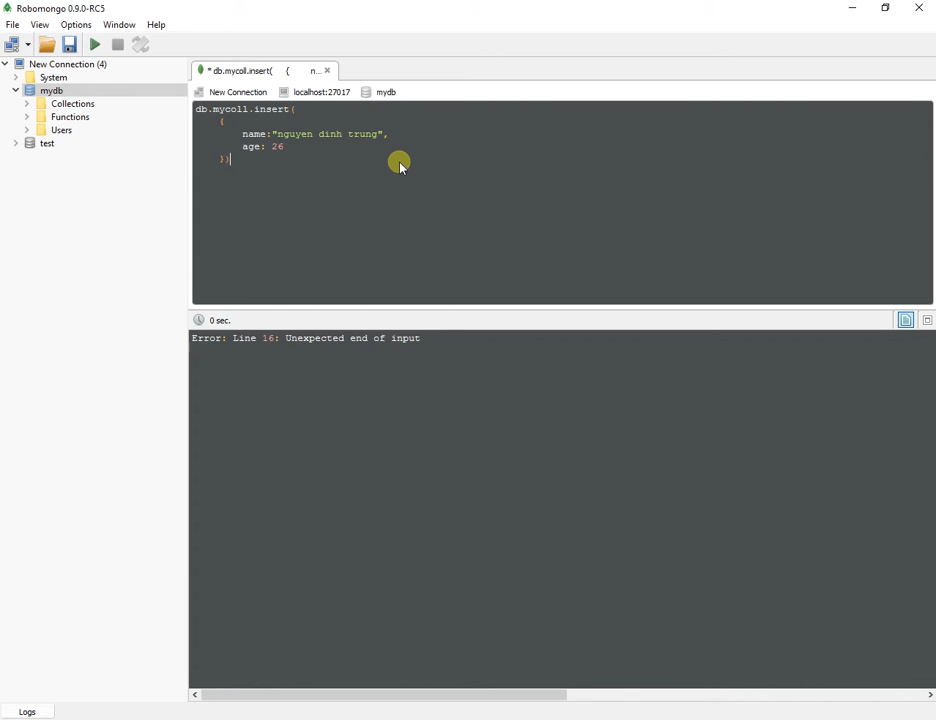 Robomongo 0.9.0-RC5
File View Options Window Help
New Connection (4)
System
mydb
Collections
Functions
Users
test
* db.mycoll.insert( { n...
New Connection localhost:27017 mydb
db.mycoll.insert(
{
name:"nguyen dinh trung",
age: 26
})
0 sec.
Error: Line 16: Unexpected end of input
Logs